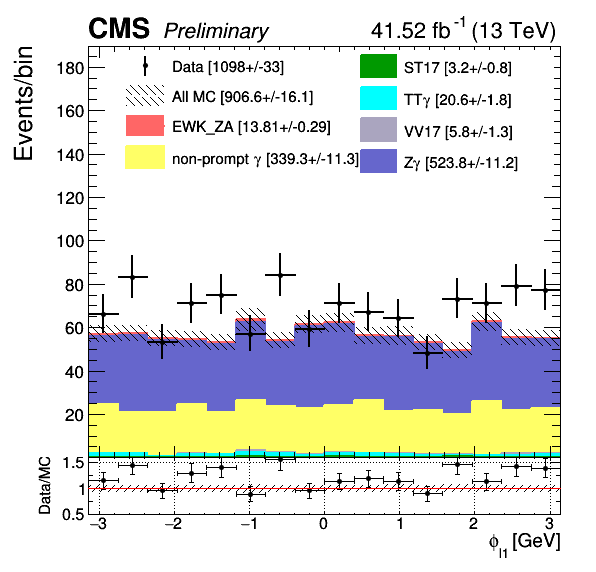 CMS Preliminary 41.52 fb⁻¹ (13 TeV)
Events/bin
Data [1098+/-33]
All MC [906.6+/-16.1]
EWK_ZA [13.81+/-0.29]
non-prompt γ [339.3+/-11.3]
ST17 [3.2+/-0.8]
TTγ [20.6+/-1.8]
VV17 [5.8+/-1.3]
Zγ [523.8+/-11.2]
180
160
140
120
100
80
60
40
20
Data/MC
1.5
1
0.5
−3 −2 −1 0 1 2 3
ϕ_l1 [GeV]